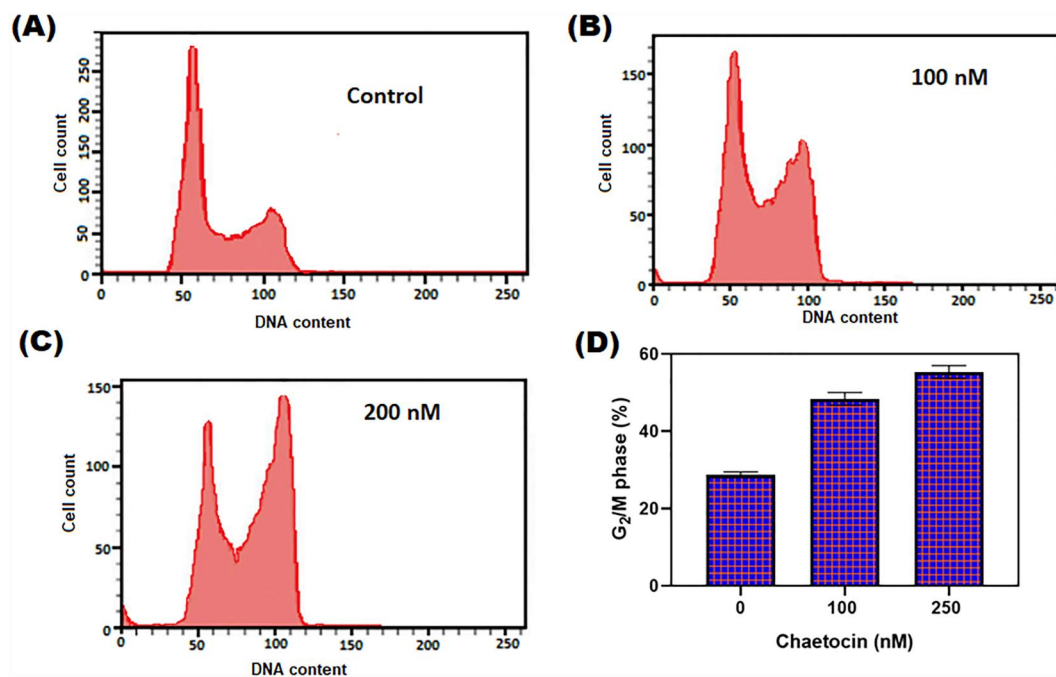 (A)
Control
Cell count
0 50 100 150 200 250
0 50 100 150 200 250
DNA content
(B)
100 nM
Cell count
0 50 100 150
0 50 100 150 200 250
DNA content
(C)
200 nM
Cell count
0 50 100 150
0 50 100 150 200 250
DNA content
(D)
G₂/M phase (%)
60
40
20
0
0 100 250
Chaetocin (nM)